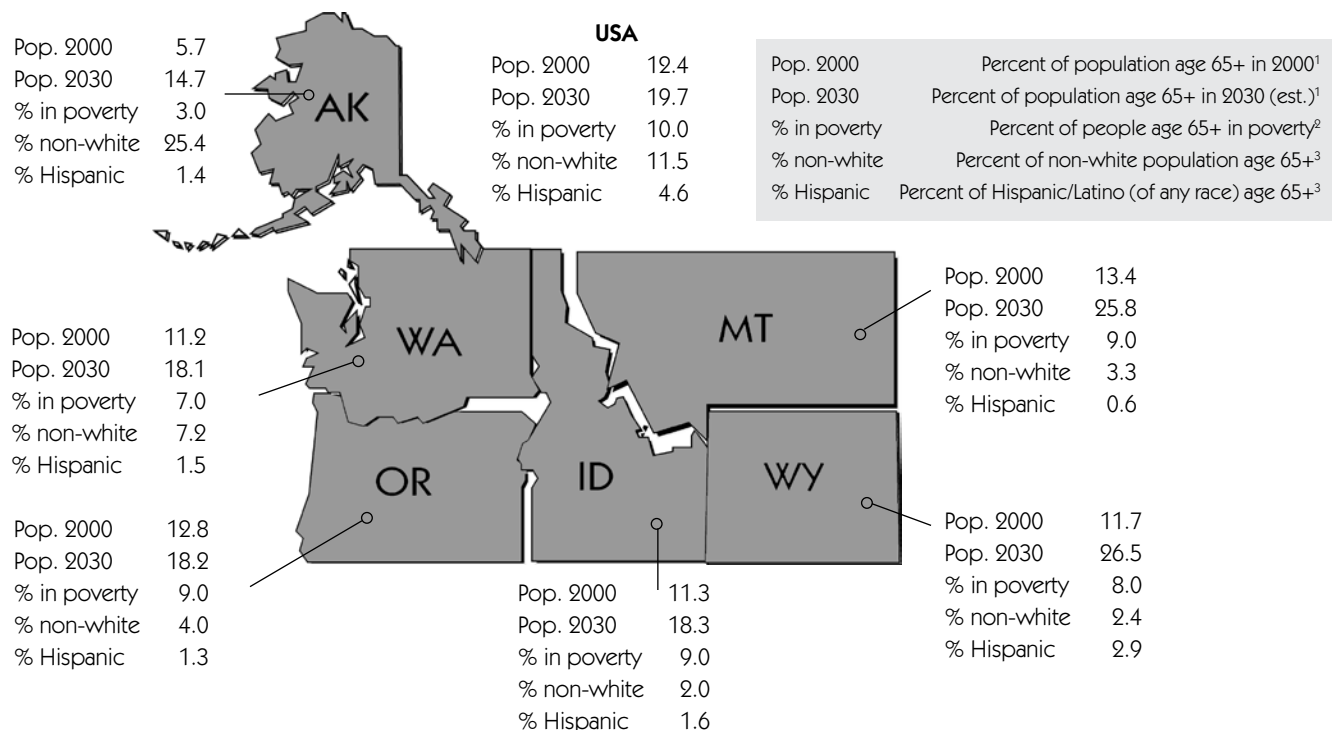 Pop. 2000 5.7
Pop. 2030 14.7
% in poverty 3.0
% non-white 25.4
% Hispanic 1.4
AK
USA
Pop. 2000 12.4
Pop. 2030 19.7
% in poverty 10.0
% non-white 11.5
% Hispanic 4.6
Pop. 2000 Percent of population age 65+ in 2000¹
Pop. 2030 Percent of population age 65+ in 2030 (est.)¹
% in poverty Percent of people age 65+ in poverty²
% non-white Percent of non-white population age 65+³
% Hispanic Percent of Hispanic/Latino (of any race) age 65+³
Pop. 2000 11.2
Pop. 2030 18.1
% in poverty 7.0
% non-white 7.2
% Hispanic 1.5
WA
MT
Pop. 2000 13.4
Pop. 2030 25.8
% in poverty 9.0
% non-white 3.3
% Hispanic 0.6
Pop. 2000 12.8
Pop. 2030 18.2
% in poverty 9.0
% non-white 4.0
% Hispanic 1.3
OR
ID
WY
Pop. 2000 11.3
Pop. 2030 18.3
% in poverty 9.0
% non-white 2.0
% Hispanic 1.6
Pop. 2000 11.7
Pop. 2030 26.5
% in poverty 8.0
% non-white 2.4
% Hispanic 2.9